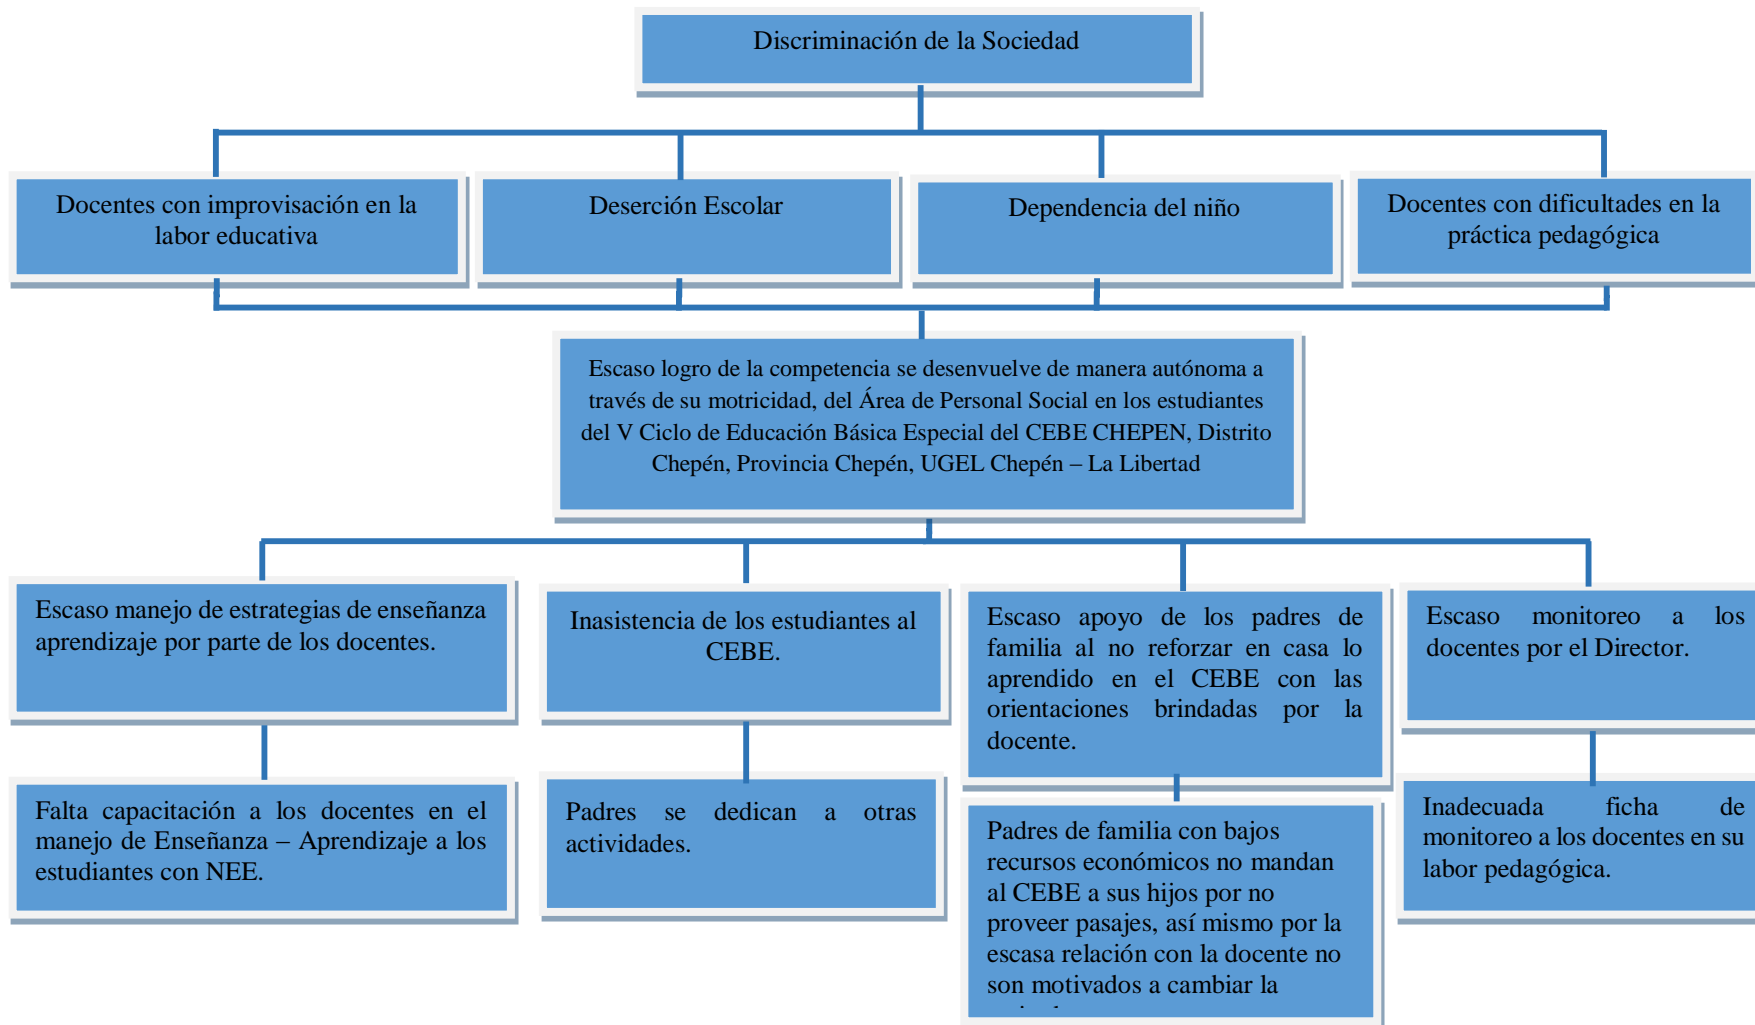 Discriminación de la Sociedad
Docentes con improvisación en la
labor educativa
Deserción Escolar
Dependencia del niño
Docentes con dificultades en la
práctica pedagógica
Escaso logro de la competencia se desenvuelve de manera autónoma a
través de su motricidad, del Área de Personal Social en los estudiantes
del V Ciclo de Educación Básica Especial del CEBE CHEPEN, Distrito
Chepén, Provincia Chepén, UGEL Chepén – La Libertad
Escaso manejo de estrategias de enseñanza
aprendizaje por parte de los docentes.
Inasistencia de los estudiantes al
CEBE.
Escaso apoyo de los padres de
familia al no reforzar en casa lo
aprendido en el CEBE con las
orientaciones brindadas por la
docente.
Escaso monitoreo a los
docentes por el Director.
Falta capacitación a los docentes en el
manejo de Enseñanza – Aprendizaje a los
estudiantes con NEE.
Padres se dedican a otras
actividades.
Padres de familia con bajos
recursos económicos no mandan
al CEBE a sus hijos por no
proveer pasajes, así mismo por la
escasa relación con la docente no
son motivados a cambiar la
Inadecuada ficha de
monitoreo a los docentes en su
labor pedagógica.